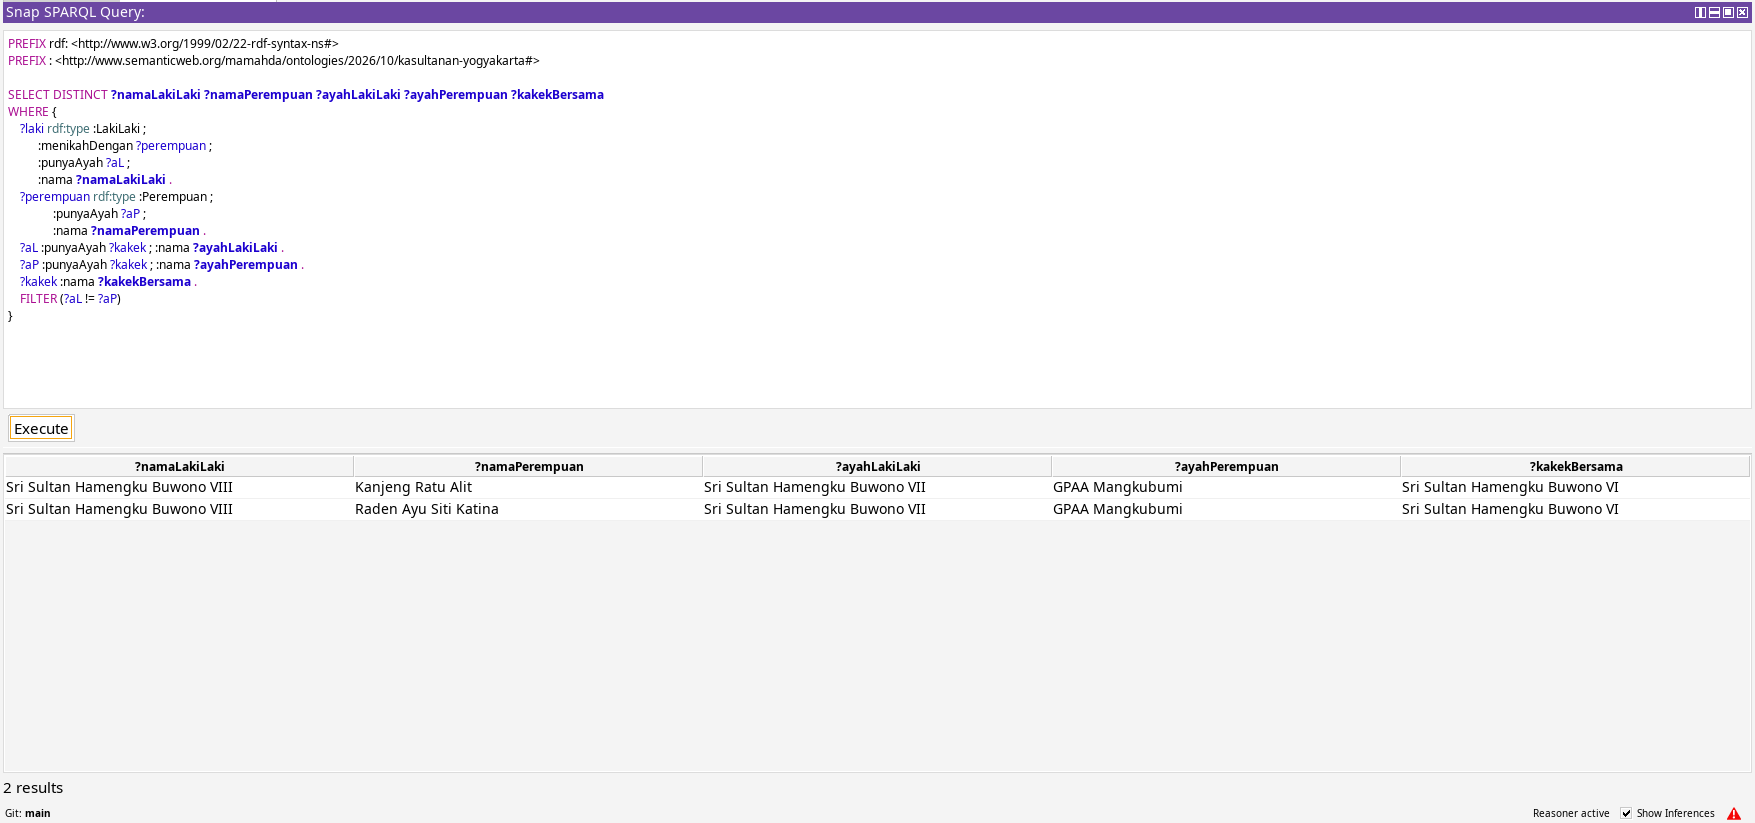 Snap SPARQL Query:
PREFIX rdf: <http://www.w3.org/1999/02/22-rdf-syntax-ns#>
PREFIX : <http://www.semanticweb.org/mamahda/ontologies/2026/10/kasultanan-yogyakarta#>
SELECT DISTINCT ?namaLakiLaki ?namaPerempuan ?ayahLakiLaki ?ayahPerempuan ?kakekBersama
WHERE {
?laki rdf:type :LakiLaki ;
:menikahDengan ?perempuan ;
:punyaAyah ?aL ;
:nama ?namaLakiLaki .
?perempuan rdf:type :Perempuan ;
:punyaAyah ?aP ;
:nama ?namaPerempuan .
?aL :punyaAyah ?kakek ; :nama ?ayahLakiLaki .
?aP :punyaAyah ?kakek ; :nama ?ayahPerempuan .
?kakek :nama ?kakekBersama .
FILTER (?aL != ?aP)
}
Execute
?namaLakiLaki ?namaPerempuan ?ayahLakiLaki ?ayahPerempuan ?kakekBersama
Sri Sultan Hamengku Buwono VIII Kanjeng Ratu Alit Sri Sultan Hamengku Buwono VII GPAA Mangkubumi Sri Sultan Hamengku Buwono VI
Sri Sultan Hamengku Buwono VIII Raden Ayu Siti Katina Sri Sultan Hamengku Buwono VII GPAA Mangkubumi Sri Sultan Hamengku Buwono VI
2 results
Git: main Reasoner active Show Inferences